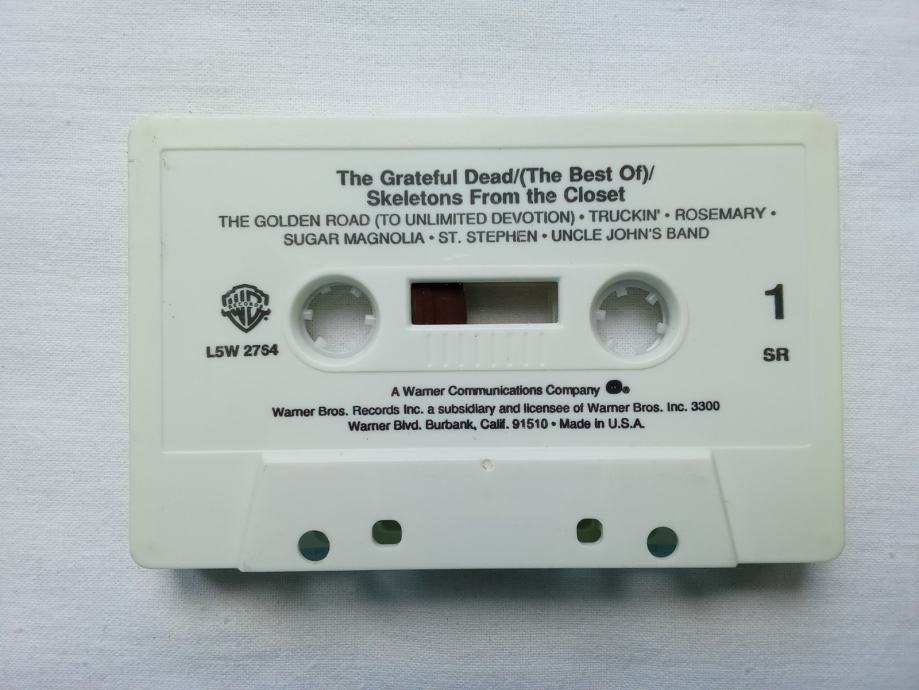 The Grateful Dead/(The Best Of)/
Skeletons From the Closet
THE GOLDEN ROAD (TO UNLIMITED DEVOTION) • TRUCKIN' • ROSEMARY •
SUGAR MAGNOLIA • ST. STEPHEN • UNCLE JOHN'S BAND
RECORDS
L5W 2764
1
SR
A Warner Communications Company
Warner Bros. Records Inc. a subsidiary and licensee of Warner Bros. Inc. 3300
Warner Blvd. Burbank, Calif. 91510 • Made in U.S.A.